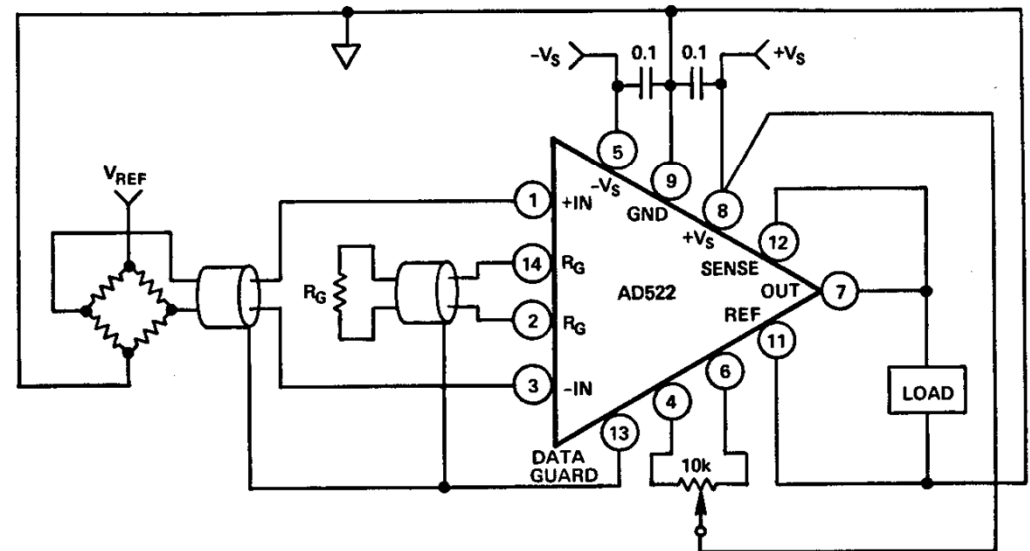 -VS
0.1
0.1
+VS
5
-VS
9
GND
8
+VS
VREF
1
+IN
12
SENSE
14
RG
RG
AD522
OUT
7
2
RG
REF
11
3
-IN
6
4
LOAD
13
DATA
GUARD
10k